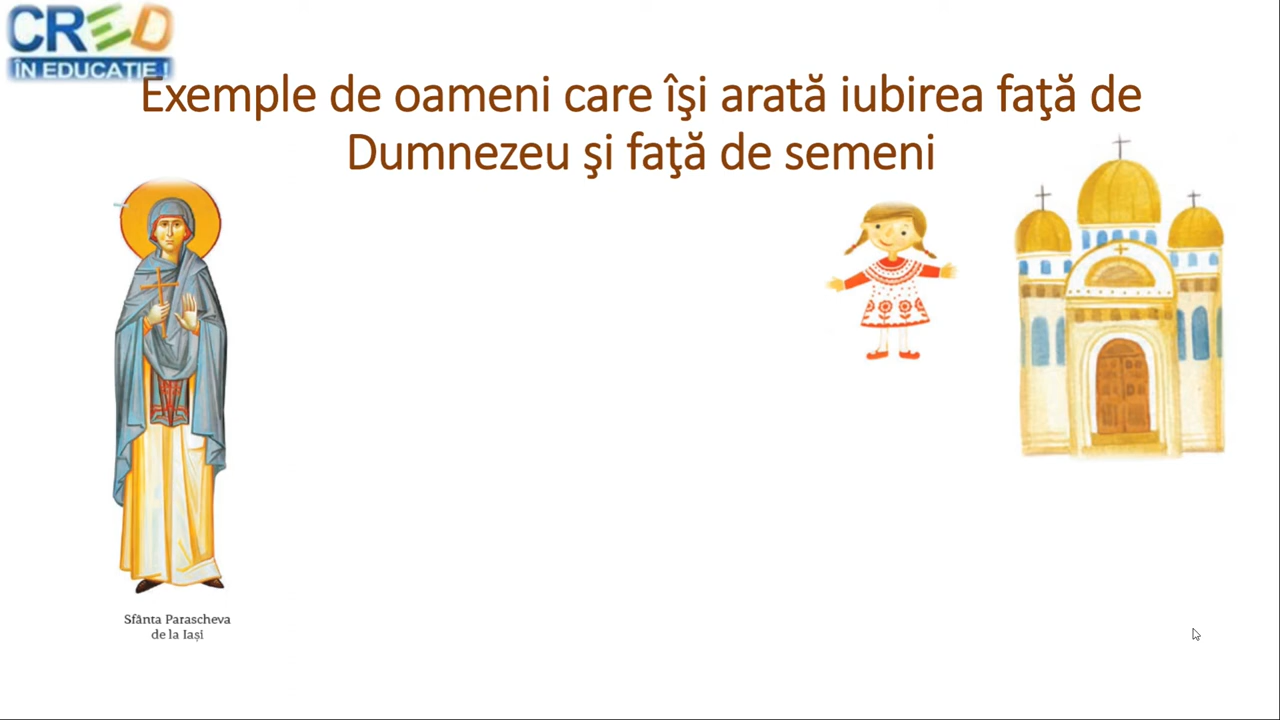 CRED
ÎN EDUCAȚIE !
Exemple de oameni care îşi arată iubirea faţă de
Dumnezeu şi faţă de semeni
Sfânta Parascheva
de la Iași